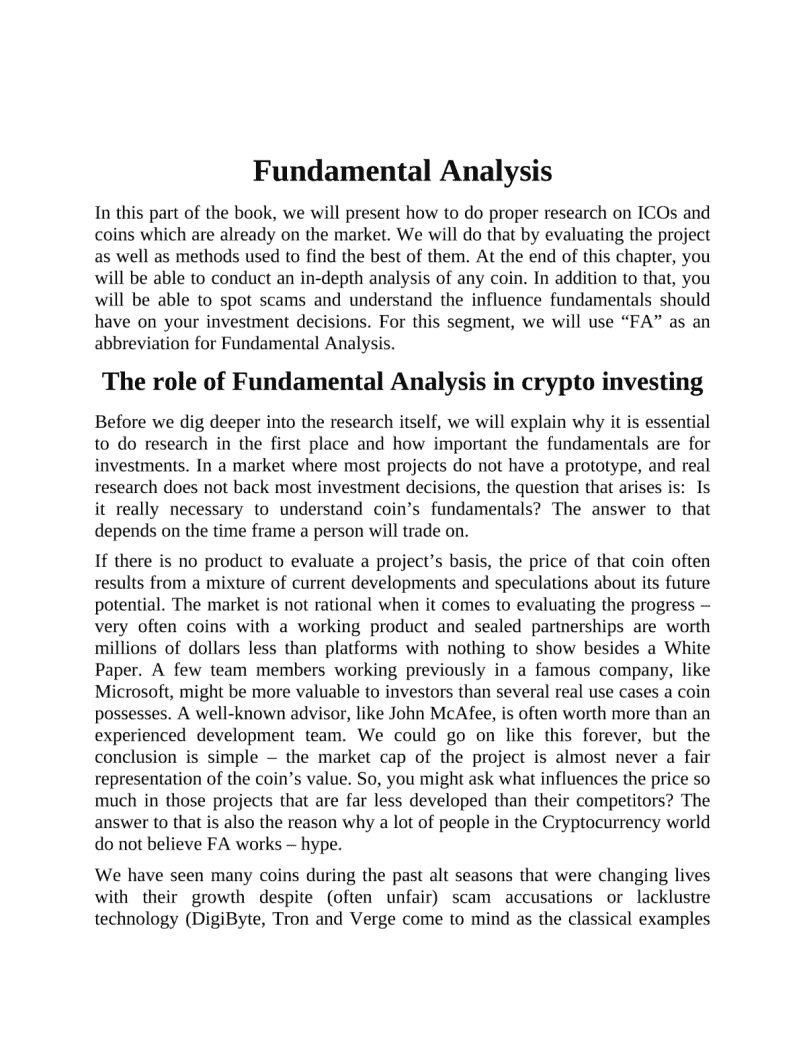 Fundamental Analysis
In this part of the book, we will present how to do proper research on ICOs and
coins which are already on the market. We will do that by evaluating the project
as well as methods used to find the best of them. At the end of this chapter, you
will be able to conduct an in-depth analysis of any coin. In addition to that, you
will be able to spot scams and understand the influence fundamentals should
have on your investment decisions. For this segment, we will use “FA” as an
abbreviation for Fundamental Analysis.
The role of Fundamental Analysis in crypto investing
Before we dig deeper into the research itself, we will explain why it is essential
to do research in the first place and how important the fundamentals are for
investments. In a market where most projects do not have a prototype, and real
research does not back most investment decisions, the question that arises is: Is
it really necessary to understand coin’s fundamentals? The answer to that
depends on the time frame a person will trade on.
If there is no product to evaluate a project’s basis, the price of that coin often
results from a mixture of current developments and speculations about its future
potential. The market is not rational when it comes to evaluating the progress –
very often coins with a working product and sealed partnerships are worth
millions of dollars less than platforms with nothing to show besides a White
Paper. A few team members working previously in a famous company, like
Microsoft, might be more valuable to investors than several real use cases a coin
possesses. A well-known advisor, like John McAfee, is often worth more than an
experienced development team. We could go on like this forever, but the
conclusion is simple – the market cap of the project is almost never a fair
representation of the coin’s value. So, you might ask what influences the price so
much in those projects that are far less developed than their competitors? The
answer to that is also the reason why a lot of people in the Cryptocurrency world
do not believe FA works – hype.
We have seen many coins during the past alt seasons that were changing lives
with their growth despite (often unfair) scam accusations or lacklustre
technology (DigiByte, Tron and Verge come to mind as the classical examples